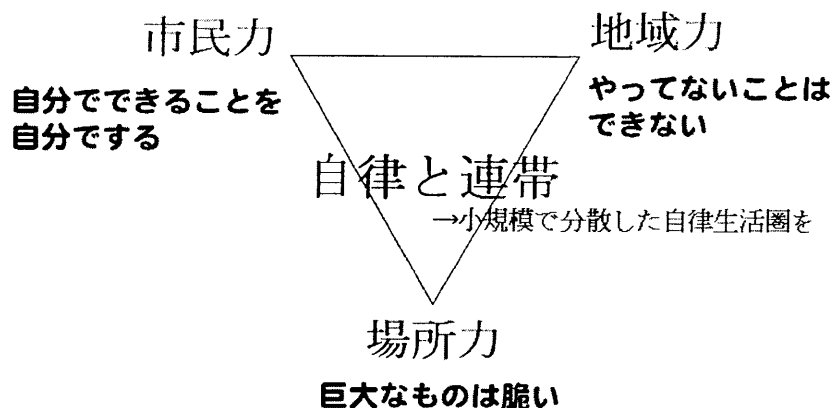 市民力
地域力
自分でできることを
自分でする
やってないことは
できない
自律と連帯
→小規模で分散した自律生活圏を
場所力
巨大なものは脆い